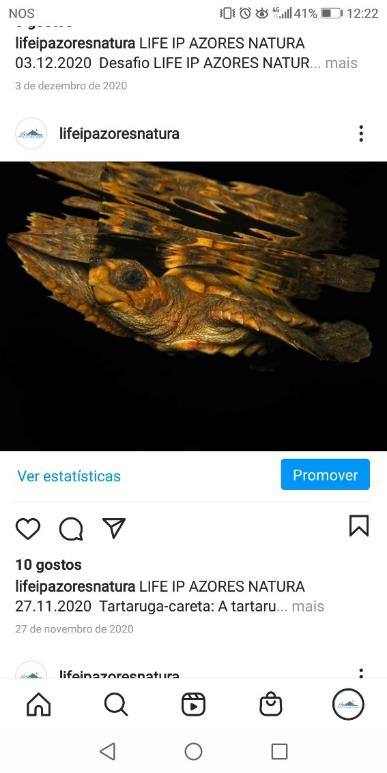 NOS 41% 12:22
lifeipazoresnatura LIFE IP AZORES NATURA
03.12.2020 Desafio LIFE IP AZORES NATUR... mais
3 de dezembro de 2020
lifeipazoresnatura
Ver estatísticas
Promover
10 gostos
lifeipazoresnatura LIFE IP AZORES NATURA
27.11.2020 Tartaruga-careta: A tartaru... mais
27 de novembro de 2020
lifeipazoresnatura